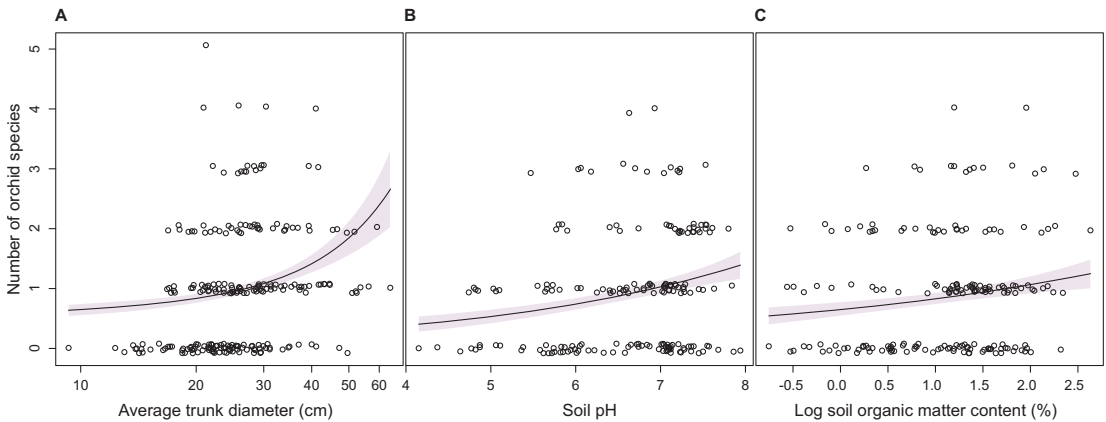 A
B
C
Number of orchid species
5
4
3
2
1
0
10 20 30 40 50 60
4 5 6 7 8
-0.5 0.0 0.5 1.0 1.5 2.0 2.5
Average trunk diameter (cm)
Soil pH
Log soil organic matter content (%)